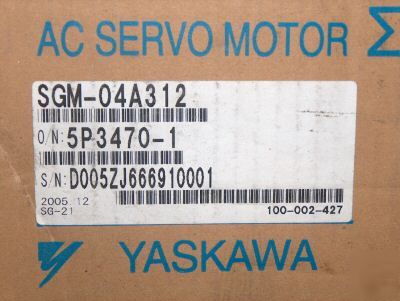 AC SERVO MOTOR Σ
SGM-04A312
O/N: 5P3470-1
S/N: D005ZJ666910001
2005.12
SG-21 100-002-427
YASKAWA